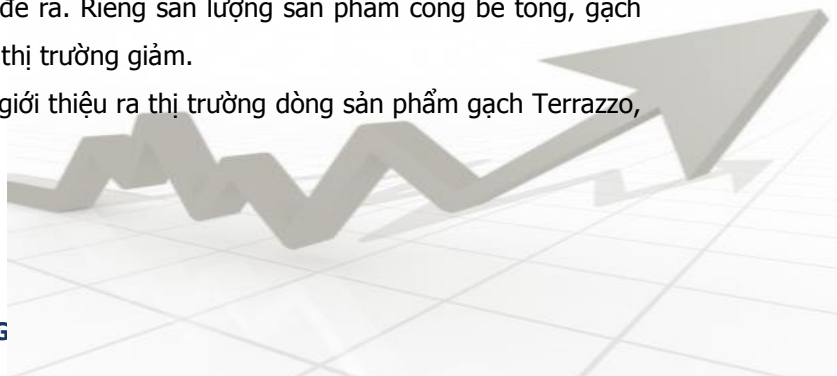 đề ra. Riêng sản lượng sản phẩm cống bê tông, gạch
thị trường giảm.
giới thiệu ra thị trường dòng sản phẩm gạch Terrazzo,
G